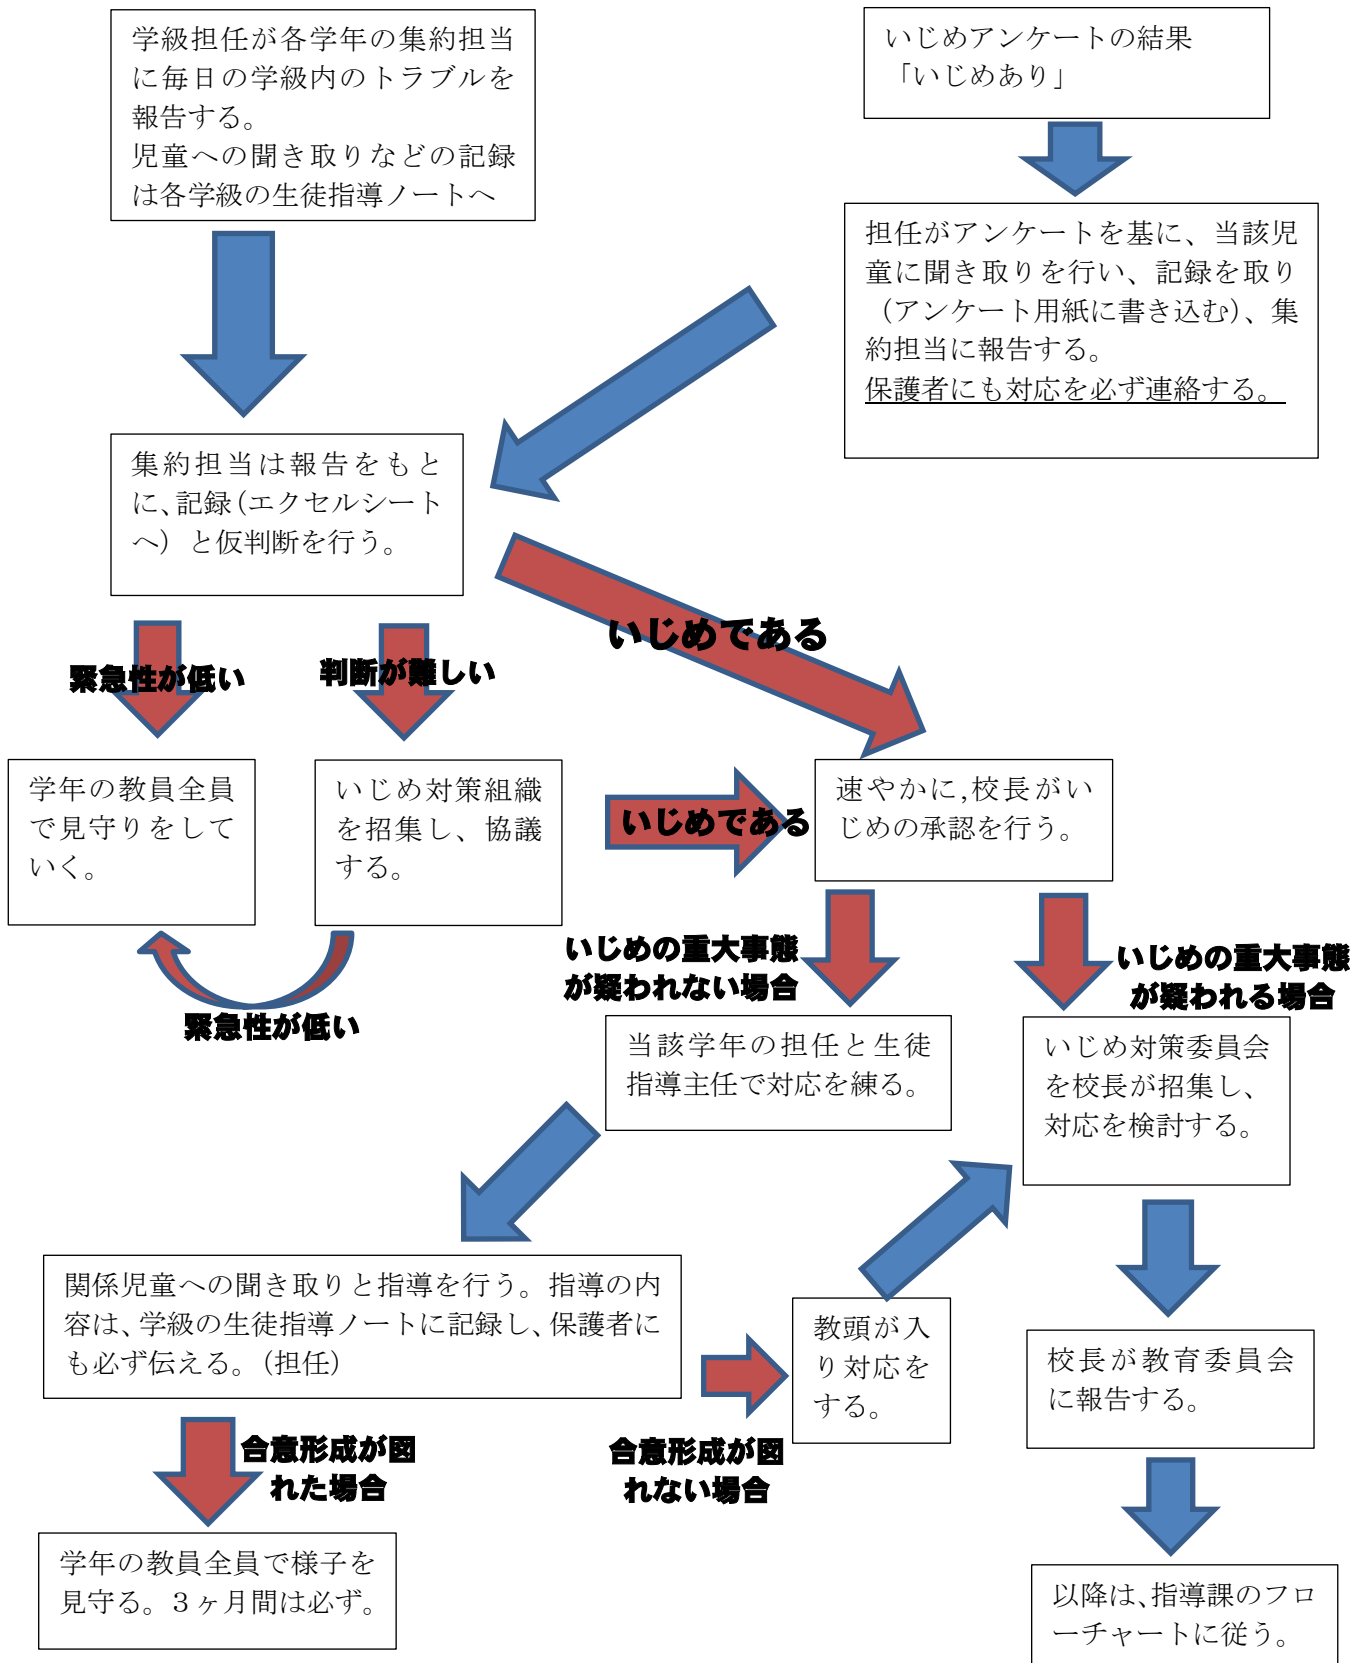 学級担任が各学年の集約担当
に毎日の学級内のトラブルを
報告する。
児童への聞き取りなどの記録
は各学級の生徒指導ノートへ
いじめアンケートの結果
「いじめあり」
担任がアンケートを基に、当該児
童に聞き取りを行い、記録を取り
（アンケート用紙に書き込む）、集
約担当に報告する。
保護者にも対応を必ず連絡する。
集約担当は報告をもと
に、記録（エクセルシート
へ）と仮判断を行う。
いじめである
緊急性が低い
判断が難しい
学年の教員全員
で見守りをして
いく。
いじめ対策組織
を招集し、協議
する。
いじめである
速やかに,校長がい
じめの承認を行う。
緊急性が低い
いじめの重大事態
が疑われない場合
いじめの重大事態
が疑われる場合
当該学年の担任と生徒
指導主任で対応を練る。
いじめ対策委員会
を校長が招集し、
対応を検討する。
関係児童への聞き取りと指導を行う。指導の内
容は、学級の生徒指導ノートに記録し、保護者に
も必ず伝える。（担任）
教頭が入
り対応を
する。
校長が教育委員会
に報告する。
合意形成が図
れた場合
合意形成が図
れない場合
学年の教員全員で様子を
見守る。３ヶ月間は必ず。
以降は、指導課のフロ
ーチャートに従う。